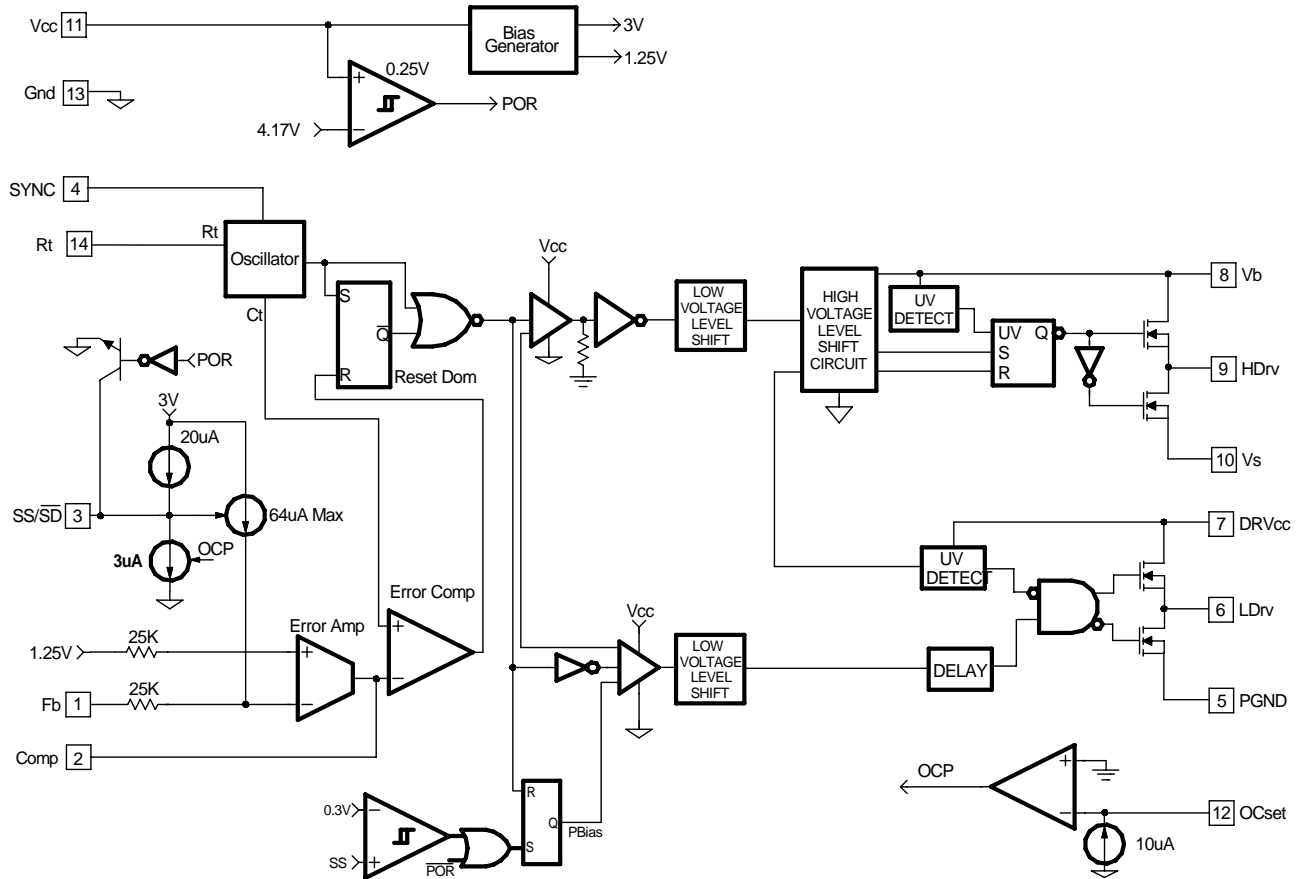 Vcc 11
Bias
Generator
3V
1.25V
0.25V
+
POR
4.17V
−
Gnd 13
SYNC 4
Rt 14
Rt
Oscillator
Ct
S
Q
R
Reset Dom
Vcc
LOW
VOLTAGE
LEVEL
SHIFT
HIGH
VOLTAGE
LEVEL
SHIFT
CIRCUIT
UV
DETECT
UV
S
R
Q
8 Vb
9 HDrv
10 Vs
POR
3V
20uA
SS/SD 3
64uA Max
3uA
OCP
Error Comp
+
−
Error Amp
1.25V
25K
+
Fb 1
25K
−
Comp 2
Vcc
LOW
VOLTAGE
LEVEL
SHIFT
DELAY
UV
DETECT
7 DRVcc
6 LDrv
5 PGND
0.3V
−
SS
+
POR
R
S
Q
PBias
OCP
+
−
12 OCset
10uA